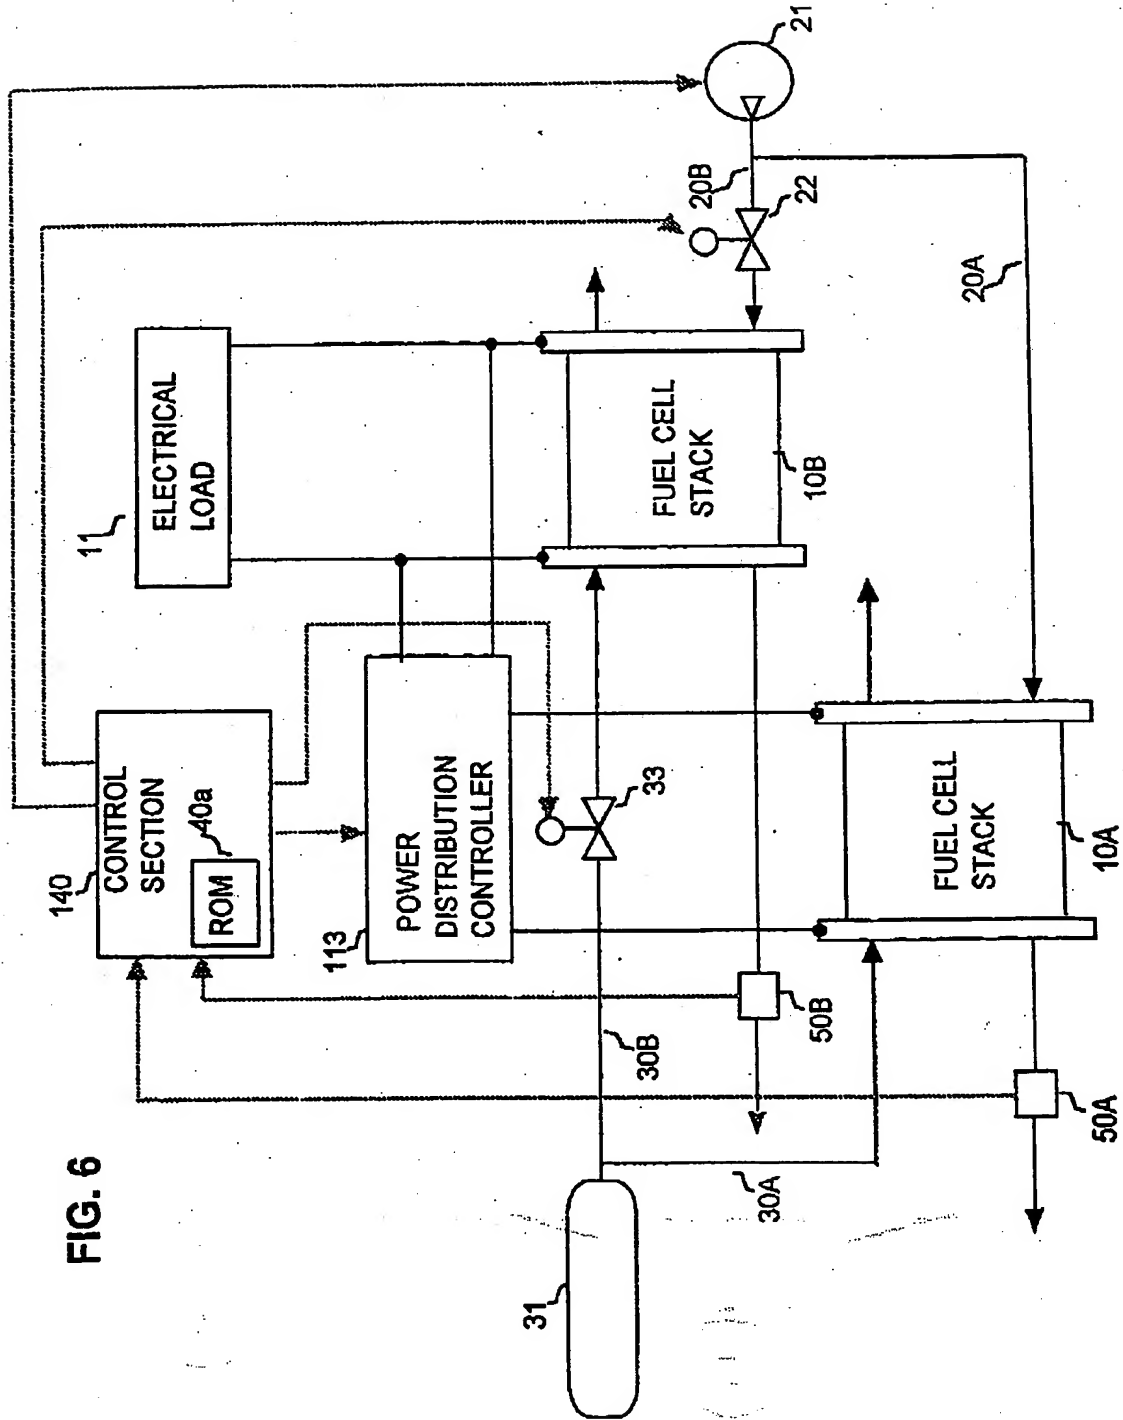 FIG. 6
140
CONTROL
SECTION
40a
ROM
11
ELECTRICAL
LOAD
21
113
POWER
DISTRIBUTION
CONTROLLER
20B
22
33
31
30B
FUEL CELL
STACK
10B
20A
50B
30A
FUEL CELL
STACK
10A
50A